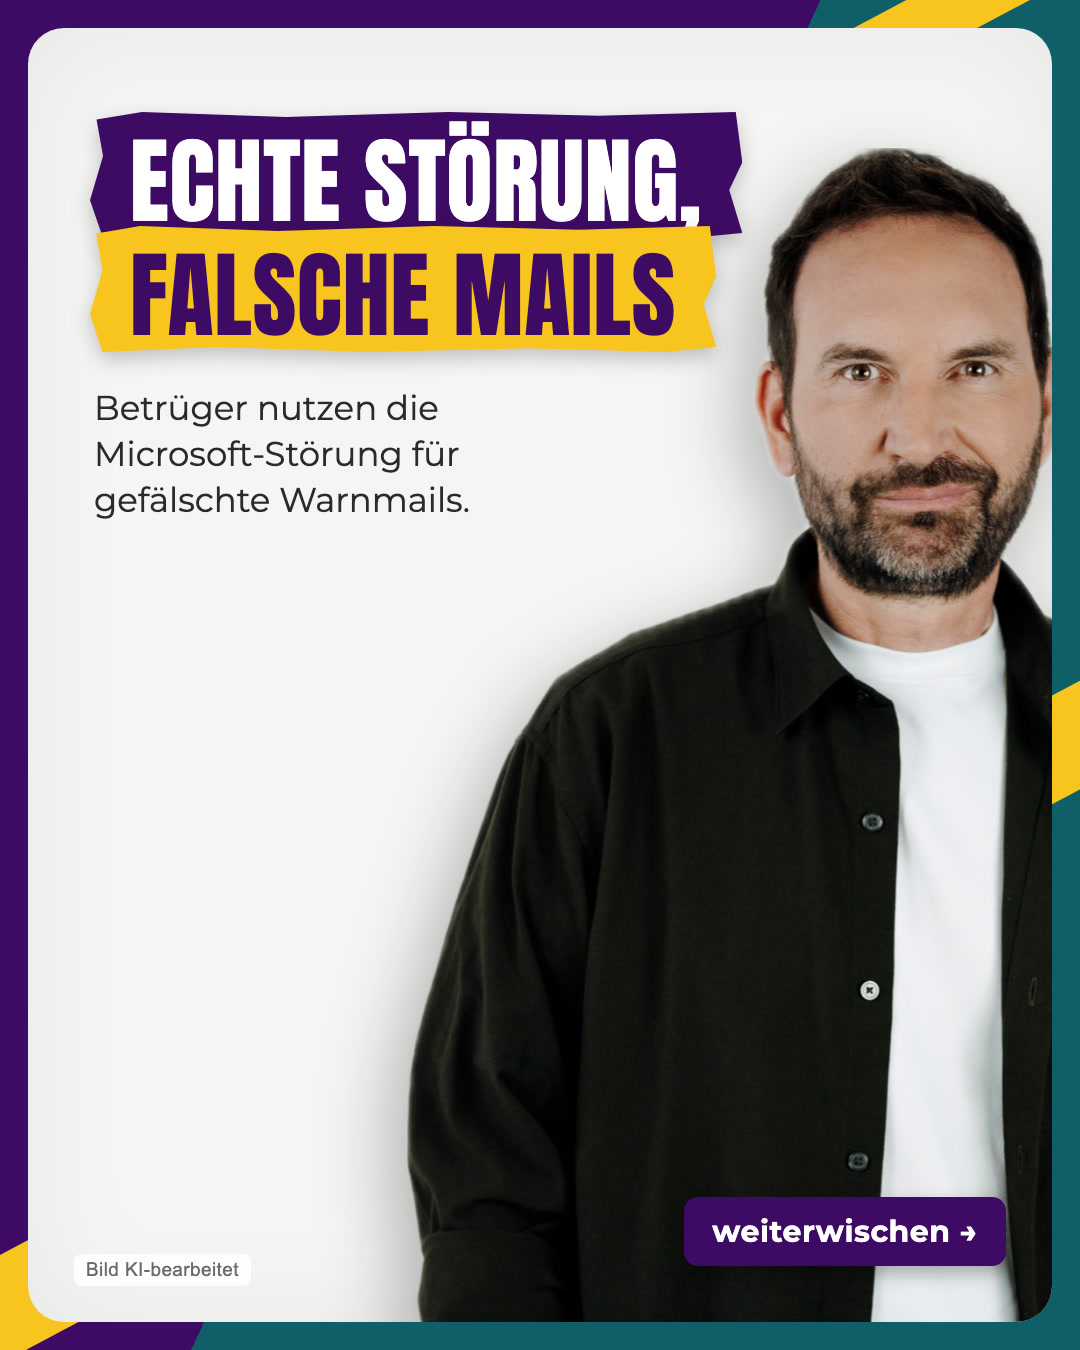 ECHTE STÖRUNG,
FALSCHE MAILS
Betrüger nutzen die
Microsoft-Störung für
gefälschte Warnmails.
weiterwischen →
Bild KI-bearbeitet